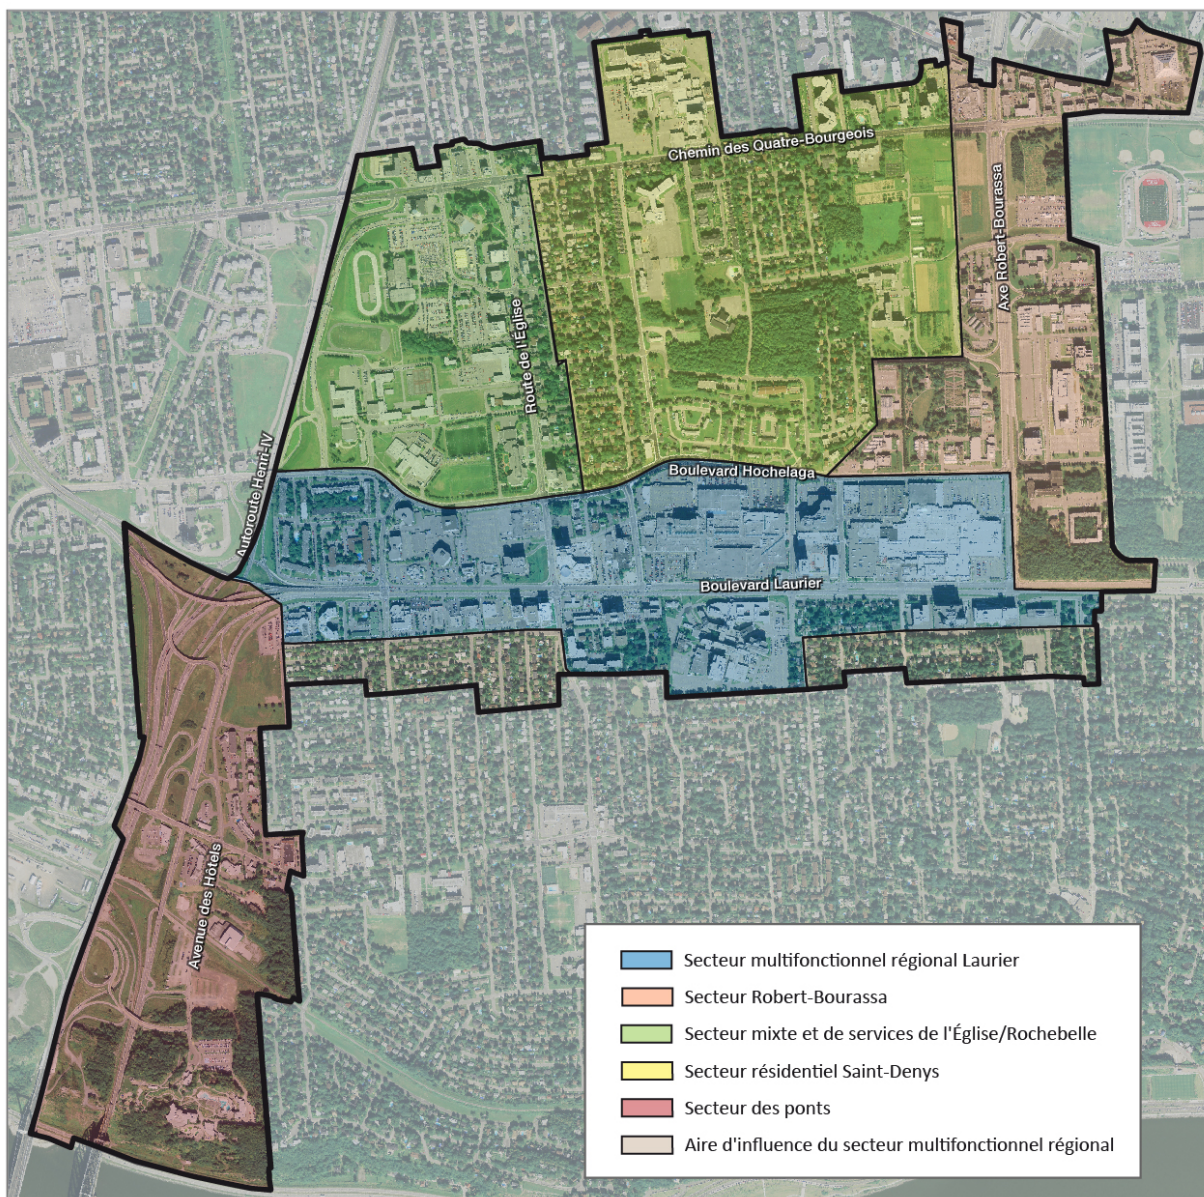 Chemin des Quatre-Bourgeois
Axe Robert-Bourassa
Route de l'Église
Autoroute Henri-IV
Boulevard Hochelaga
Boulevard Laurier
Avenue des Hôtels
Secteur multifonctionnel régional Laurier
Secteur Robert-Bourassa
Secteur mixte et de services de l'Église/Rochebelle
Secteur résidentiel Saint-Denys
Secteur des ponts
Aire d'influence du secteur multifonctionnel régional